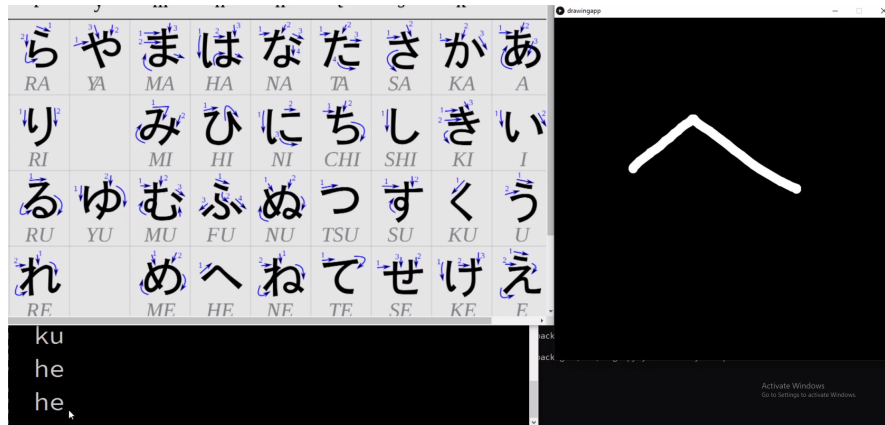 drawingapp
ら や ま は な た さ か あ
RA YA MA HA NA TA SA KA A
り み ひ に ち し き い
RI MI HI NI CHI SHI KI I
る ゆ む ふ ぬ つ す く う
RU YU MU FU NU TSU SU KU U
れ め へ ね て せ け え
RE ME HE NE TE SE KE E
ku
he
he
へ
Activate Windows
Go to Settings to activate Windows.